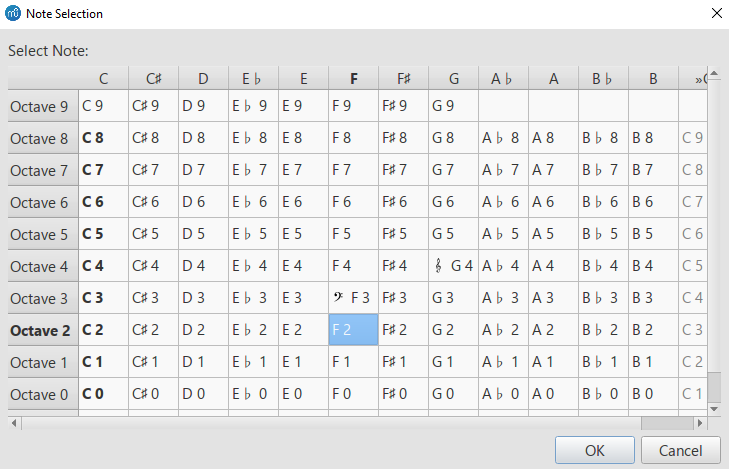 Note Selection
Select Note:
C C♯ D E♭ E F F♯ G A♭ A B♭ B »C
Octave 9 C 9 C♯ 9 D 9 E♭ 9 E 9 F 9 F♯ 9 G 9
Octave 8 C 8 C♯ 8 D 8 E♭ 8 E 8 F 8 F♯ 8 G 8 A♭ 8 A 8 B♭ 8 B 8 C 9
Octave 7 C 7 C♯ 7 D 7 E♭ 7 E 7 F 7 F♯ 7 G 7 A♭ 7 A 7 B♭ 7 B 7 C 8
Octave 6 C 6 C♯ 6 D 6 E♭ 6 E 6 F 6 F♯ 6 G 6 A♭ 6 A 6 B♭ 6 B 6 C 7
Octave 5 C 5 C♯ 5 D 5 E♭ 5 E 5 F 5 F♯ 5 G 5 A♭ 5 A 5 B♭ 5 B 5 C 6
Octave 4 C 4 C♯ 4 D 4 E♭ 4 E 4 F 4 F♯ 4 𝄞 G 4 A♭ 4 A 4 B♭ 4 B 4 C 5
Octave 3 C 3 C♯ 3 D 3 E♭ 3 E 3 𝄢 F 3 F♯ 3 G 3 A♭ 3 A 3 B♭ 3 B 3 C 4
Octave 2 C 2 C♯ 2 D 2 E♭ 2 E 2 F 2 F♯ 2 G 2 A♭ 2 A 2 B♭ 2 B 2 C 3
Octave 1 C 1 C♯ 1 D 1 E♭ 1 E 1 F 1 F♯ 1 G 1 A♭ 1 A 1 B♭ 1 B 1 C 2
Octave 0 C 0 C♯ 0 D 0 E♭ 0 E 0 F 0 F♯ 0 G 0 A♭ 0 A 0 B♭ 0 B 0 C 1
OK Cancel